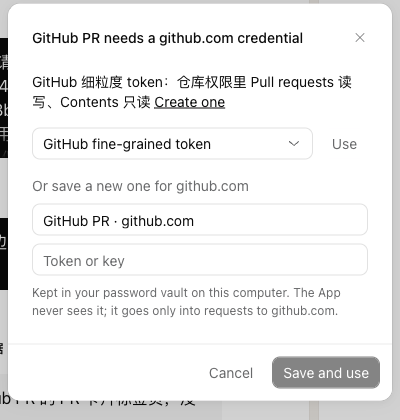 GitHub PR needs a github.com credential
GitHub 细粒度 token：仓库权限里 Pull requests 读
写、Contents 只读 Create one
GitHub fine-grained token
Use
Or save a new one for github.com
GitHub PR · github.com
Token or key
Kept in your password vault on this computer. The App
never sees it; it goes only into requests to github.com.
Cancel
Save and use